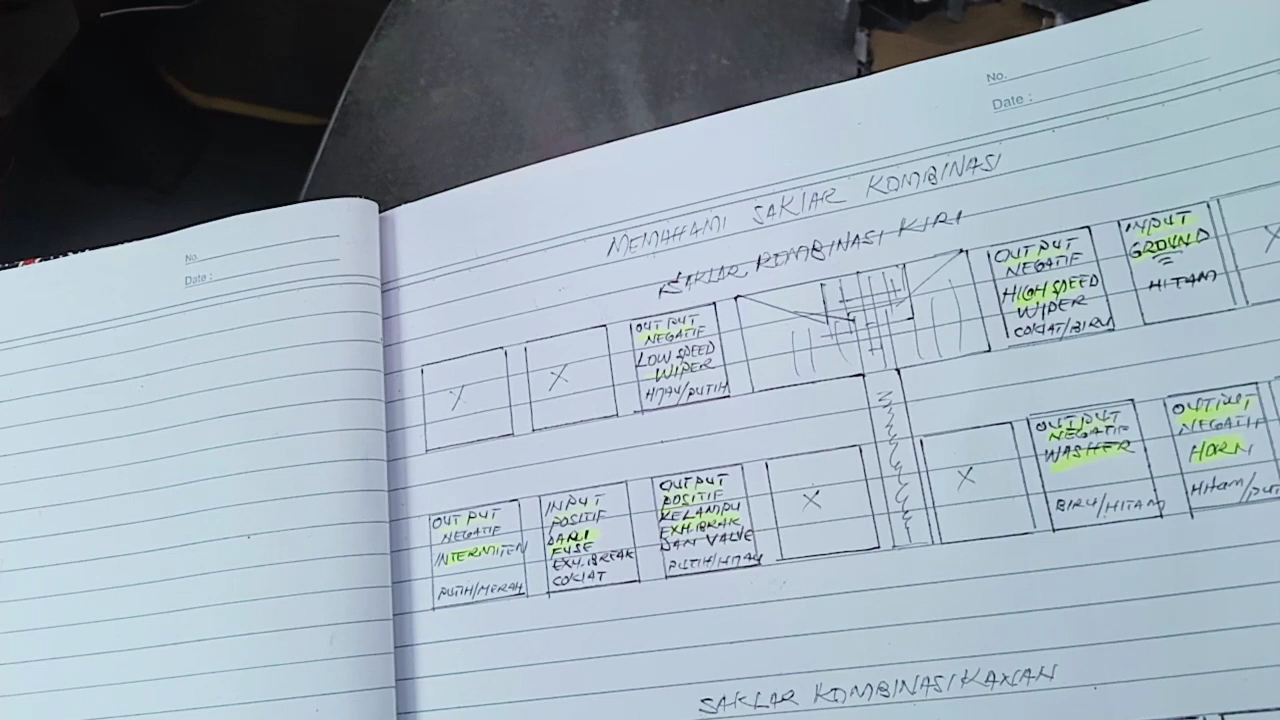 No.
Date :
No.
Date :
MEMAHAMI SAKLAR KOMBINASI
SAKLAR KOMBINASI KIRI
X
X
OUTPUT
NEGATIF
LOW SPEED
WIPER
HITAM/PUTIH
OUTPUT
NEGATIF
HIGH SPEED
WIPER
COKLAT/BIRU
INPUT
GROUND
HITAM
X
OUTPUT
NEGATIF
INTERMITEN
PUTIH/MERAH
INPUT
POSITIF
DARI
FUSE
EXH.BREAK
COKLAT
OUTPUT
POSITIF
KELAMPU
EXH.BRAK
DAN VALVE
PUTIH/HITAM
X
X
OUTPUT
NEGATIF
WASHER
BIRU/HITAM
OUTPUT
NEGATIF
HORN
HITAM/PUT
SAKLAR KOMBINASI KANAN